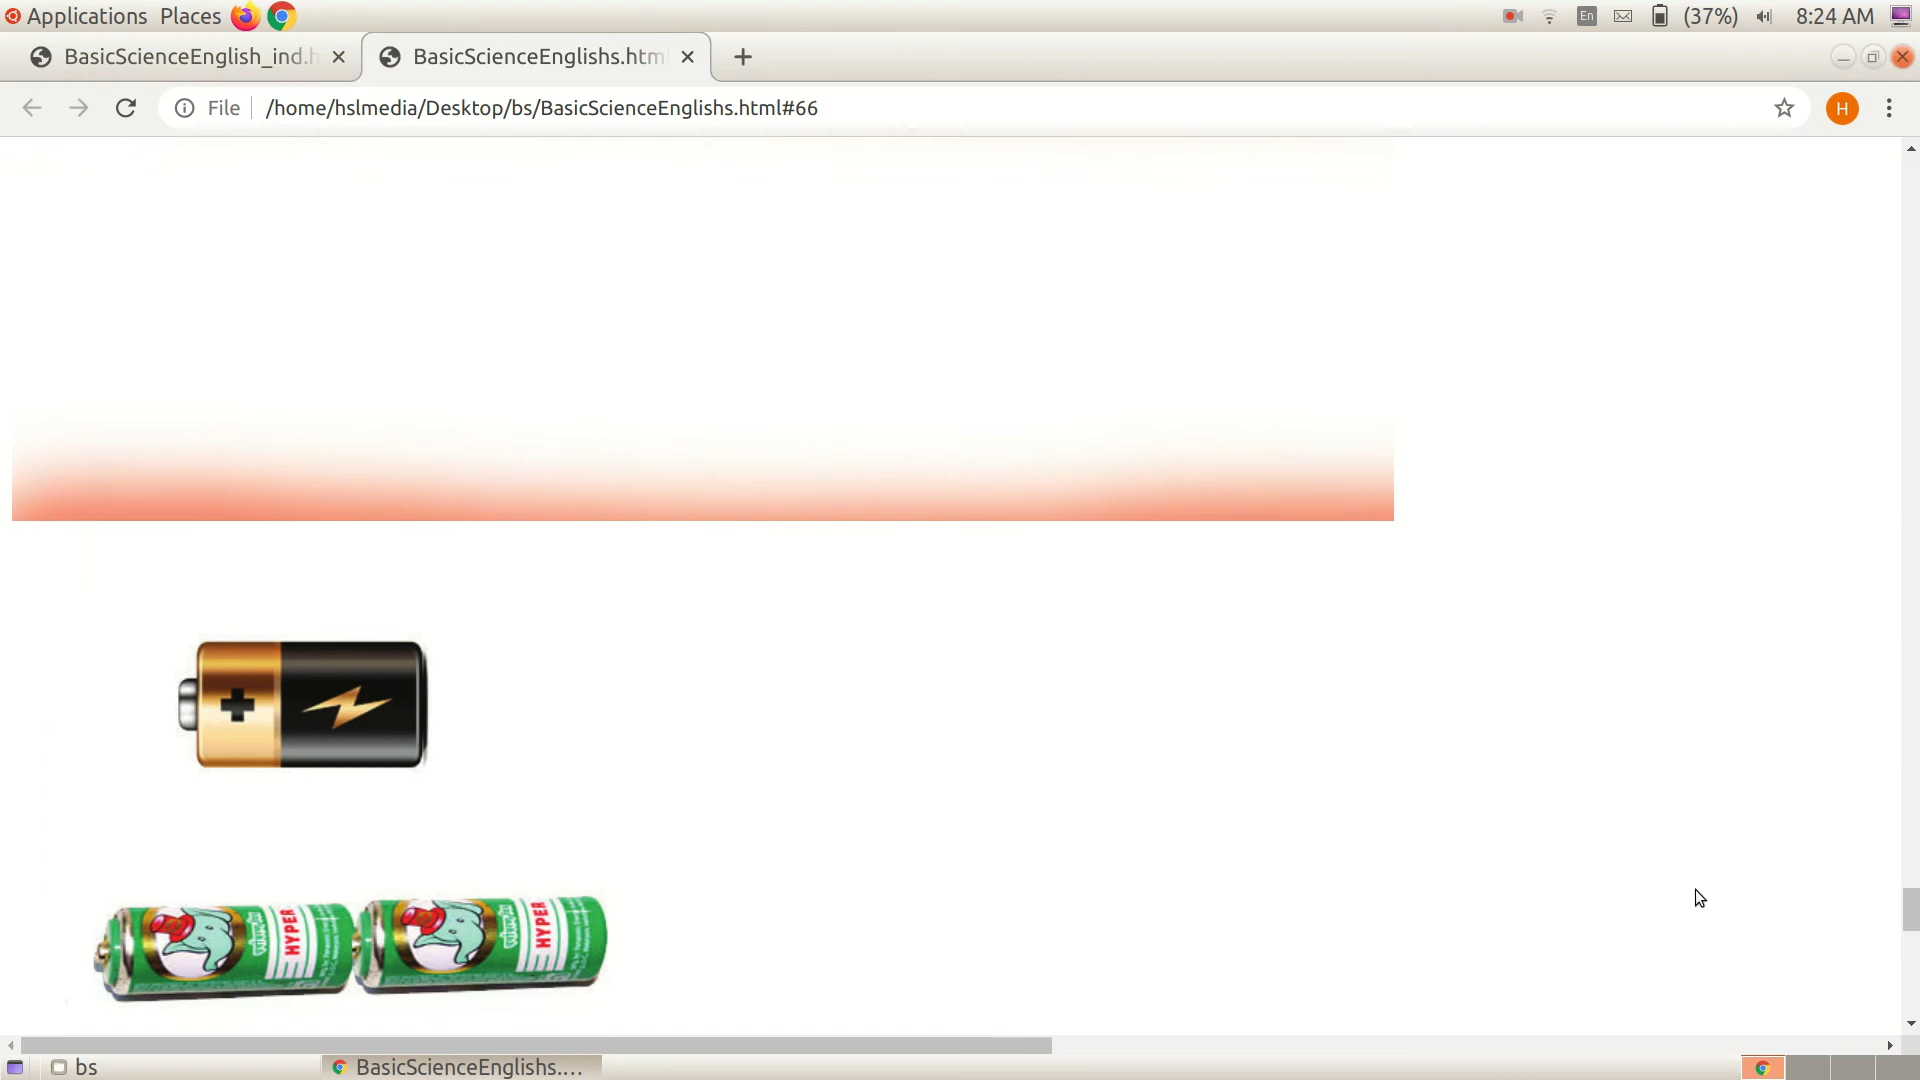 Applications Places En (37%) 8:24 AM
BasicScienceEnglish_ind.h BasicScienceEnglishs.htm
File /home/hslmedia/Desktop/bs/BasicScienceEnglishs.html#66 H
HYPER HYPER
bs BasicScienceEnglishs....